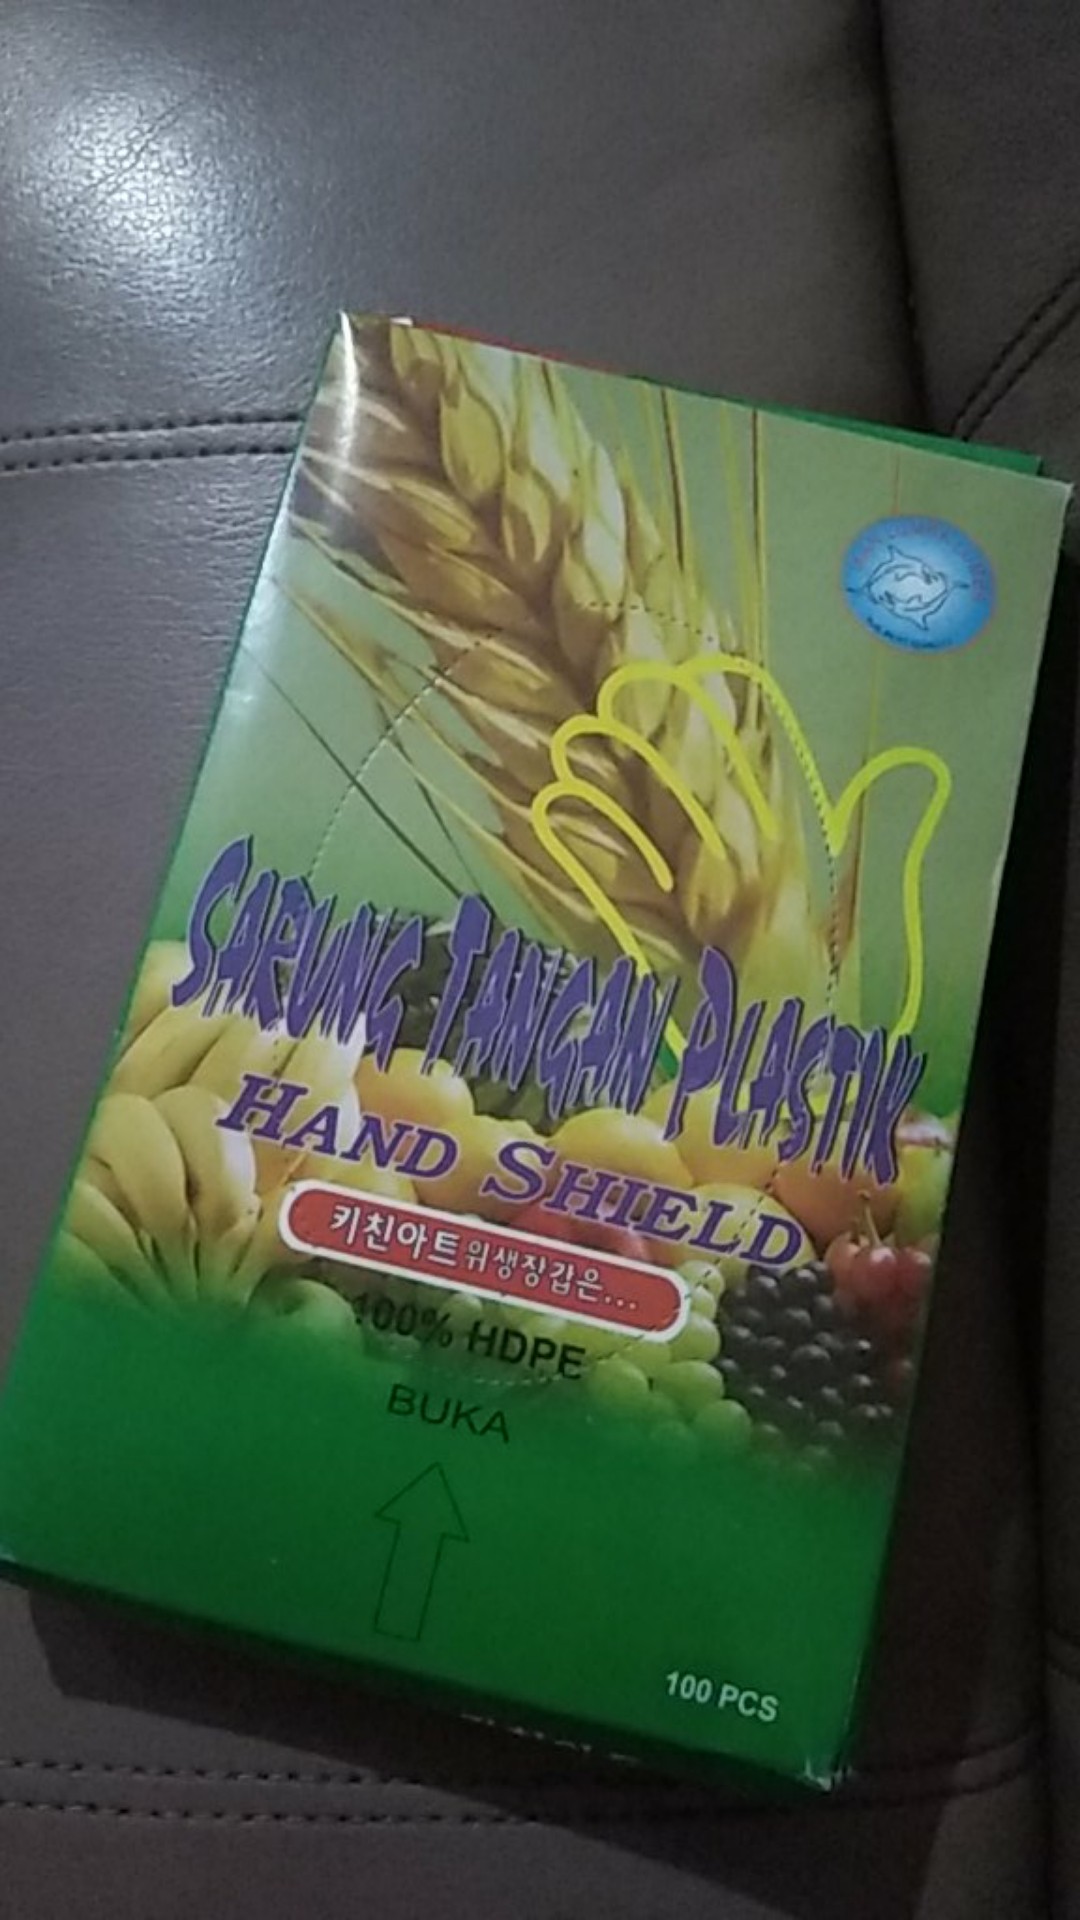 SARUNG TANGAN PLASTIK
HAND SHIELD
키친아트위생장갑은...
100% HDPE
BUKA
100 PCS